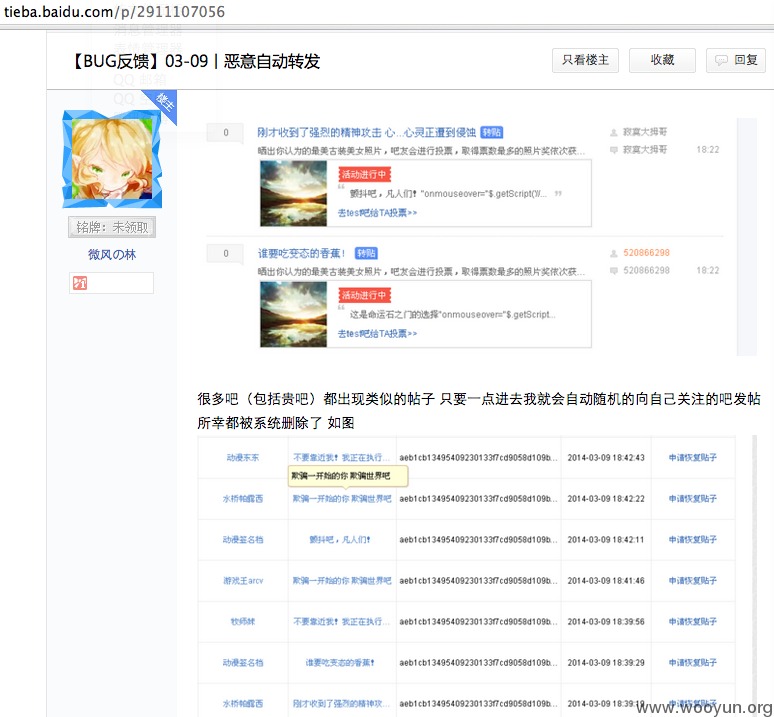 tieba.baidu.com/p/2911107056
【BUG反馈】03-09丨恶意自动转发
只看楼主
收藏
回复
楼主
铭牌：未领取
微风の林
0
刚才收到了强烈的精神攻击 心...心灵正遭到侵蚀 转贴
寂寞大拇哥
晒出你认为的最美古装美女照片，吧友会进行投票，取得票数最多的照片奖依次获...
寂寞大拇哥 18:22
活动进行中
颤抖吧，凡人们！"onmouseover="$.getScript('//...
去test吧给TA投票>>
0
谁要吃变态的香蕉！ 转贴
520866298
晒出你认为的最美古装美女照片，吧友会进行投票，取得票数最多的照片奖依次获...
520866298 18:22
活动进行中
这是命运石之门的选择"onmouseover="$.getScript...
去test吧给TA投票>>
很多吧（包括贵吧）都出现类似的帖子 只要一点进去我就会自动随机的向自己关注的吧发帖
所幸都被系统删除了 如图
动漫东东 不要靠近我！我正在执行... aeb1cb13495409230133f7cd9058d109b... 2014-03-09 18:42:43 申请恢复贴子
欺骗一开始的你 欺骗世界吧
水桥帕露西 欺骗一开始的你 欺骗世界吧 aeb1cb13495409230133f7cd9058d109b... 2014-03-09 18:42:22 申请恢复贴子
动漫签名档 颤抖吧，凡人们！ aeb1cb13495409230133f7cd9058d109b... 2014-03-09 18:42:11 申请恢复贴子
游戏王arcv 欺骗一开始的你 欺骗世界吧 aeb1cb13495409230133f7cd9058d109b... 2014-03-09 18:41:46 申请恢复贴子
牧师妹 不要靠近我！我正在执行... aeb1cb13495409230133f7cd9058d109b... 2014-03-09 18:39:56 申请恢复贴子
动漫签名档 谁要吃变态的香蕉！ aeb1cb13495409230133f7cd9058d109b... 2014-03-09 18:39:29 申请恢复贴子
水桥帕露西 刚才收到了强烈的精神攻... aeb1cb13495409230133f7cd9058d109b... 2014-03-09 18:39:19 申请恢复贴子
www.wooyun.org